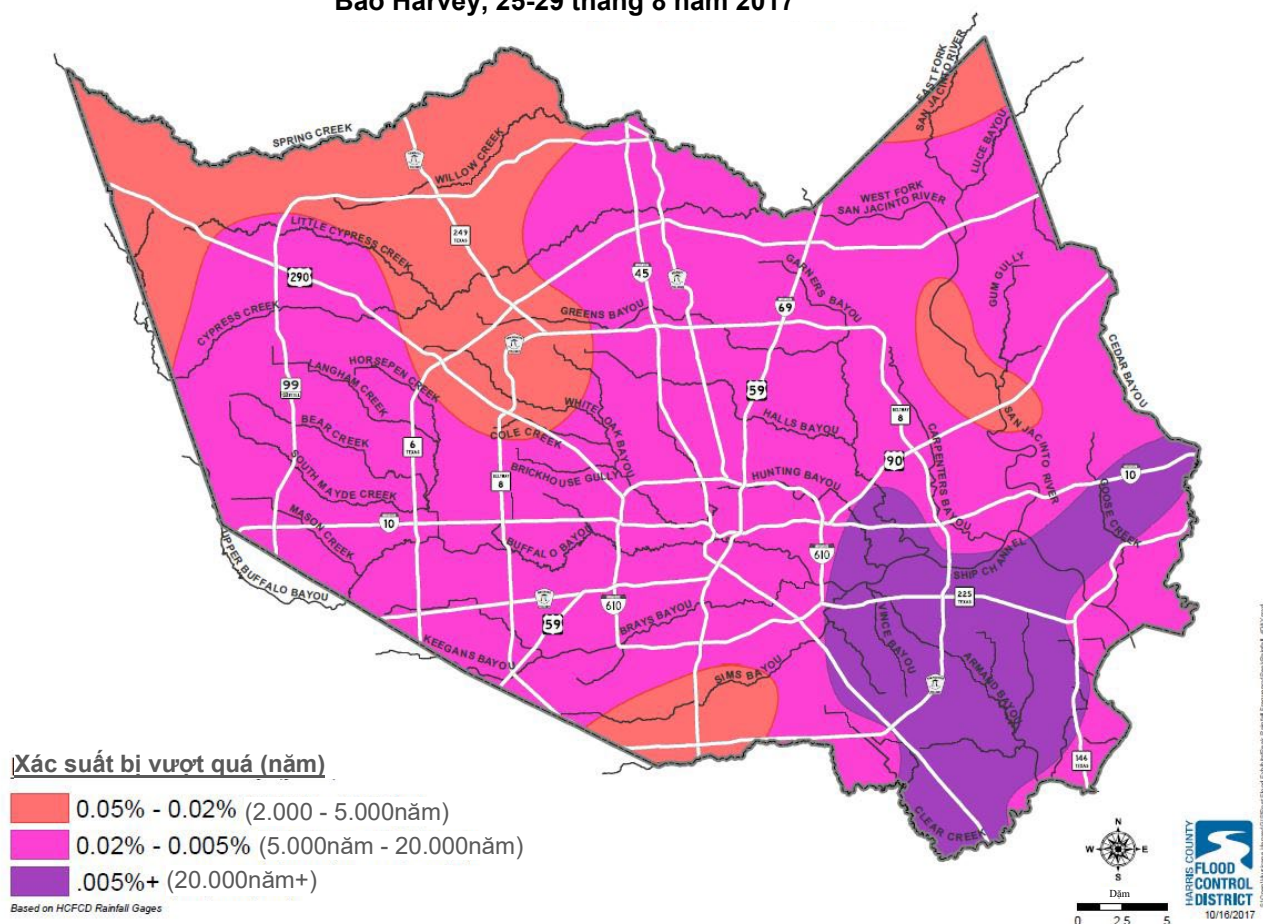 Bão Harvey, 25-29 tháng 8 năm 2017
EAST FORK
SAN JACINTO RIVER
SPRING CREEK
WILLOW CREEK
LUCE BAYOU
WEST FORK
SAN JACINTO RIVER
LITTLE CYPRESS CREEK
249
TEXAS
290
45
GARNERS BAYOU
GUM GULLY
69
CYPRESS CREEK
GREENS BAYOU
CEDAR BAYOU
HORSEPEN CREEK
LANGHAM CREEK
99
59
WHITE OAK BAYOU
HALLS BAYOU
BELTWAY
8
CARPENTERS BAYOU
SAN JACINTO RIVER
BEAR CREEK
6
TEXAS
COLE CREEK
90
SOUTH MAYDE CREEK
BRICKHOUSE GULLY
BELTWAY
8
HUNTING BAYOU
10
GOOSE CREEK
MASON CREEK
10
BUFFALO BAYOU
610
SHIP CHANNEL
UPPER BUFFALO BAYOU
225
TEXAS
610
59
BRAYS BAYOU
VINCE BAYOU
KEEGANS BAYOU
SIMS BAYOU
ARMAND BAYOU
146
TEXAS
CLEAR CREEK
Xác suất bị vượt quá (năm)
0.05% - 0.02% (2.000 - 5.000năm)
0.02% - 0.005% (5.000năm - 20.000năm)
.005%+ (20.000năm+)
Based on HCFCD Rainfall Gages
N
W E
S
Dặm
0 2.5 5
HARRIS COUNTY
FLOOD
CONTROL
DISTRICT
10/16/2017